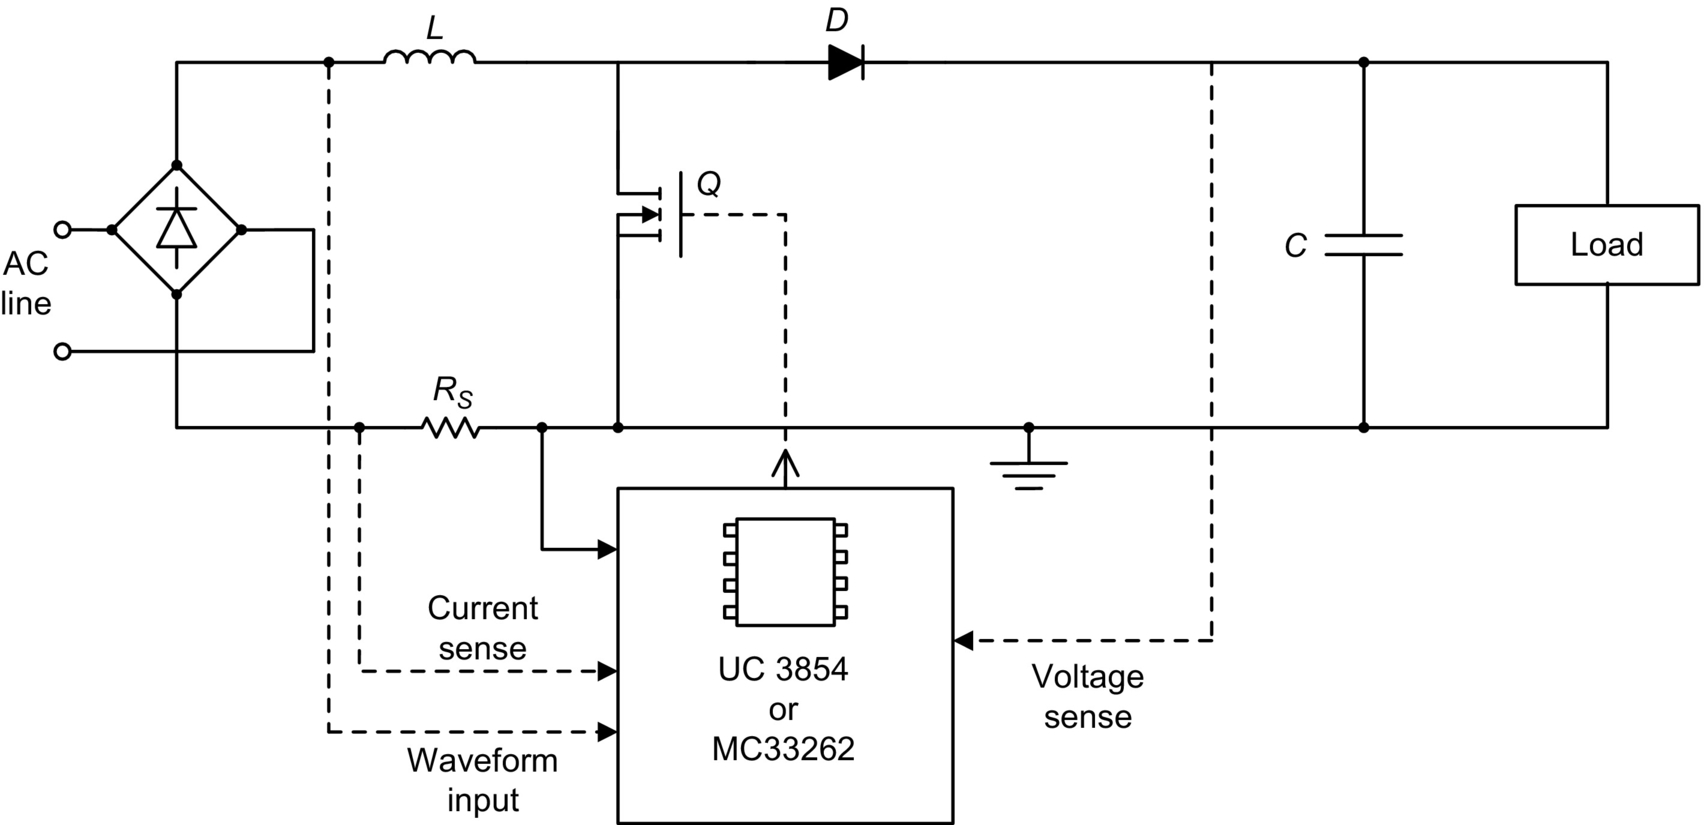 L
D
Q
AC
line
C
Load
R_S
Current
sense
UC 3854
or
MC33262
Voltage
sense
Waveform
input